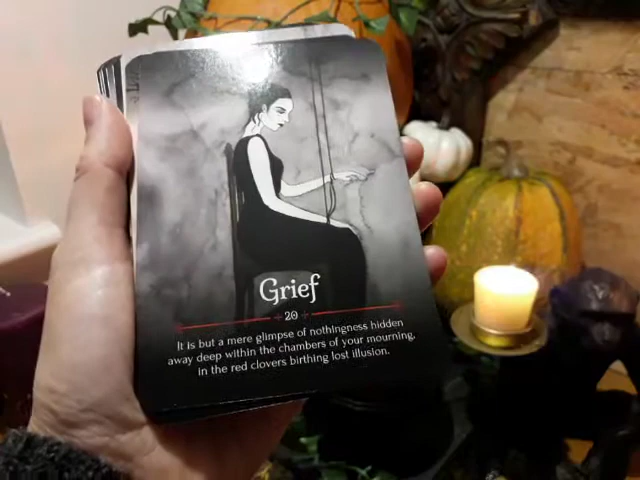 Grief
20
It is but a mere glimpse of nothingness hidden
away deep within the chambers of your mourning,
in the red clovers birthing lost illusion.